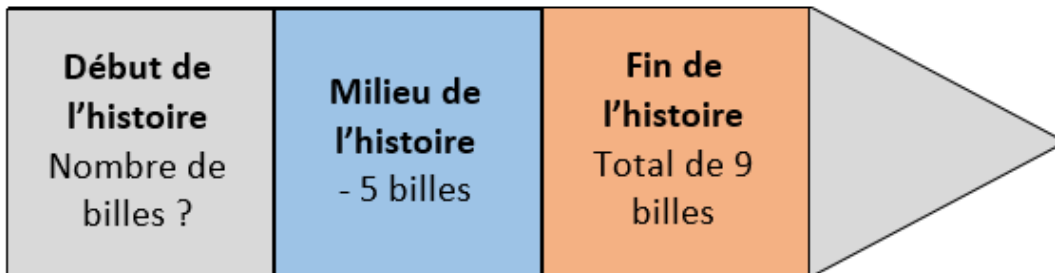 Début de
l'histoire
Nombre de
billes ?
Milieu de
l'histoire
- 5 billes
Fin de
l'histoire
Total de 9
billes